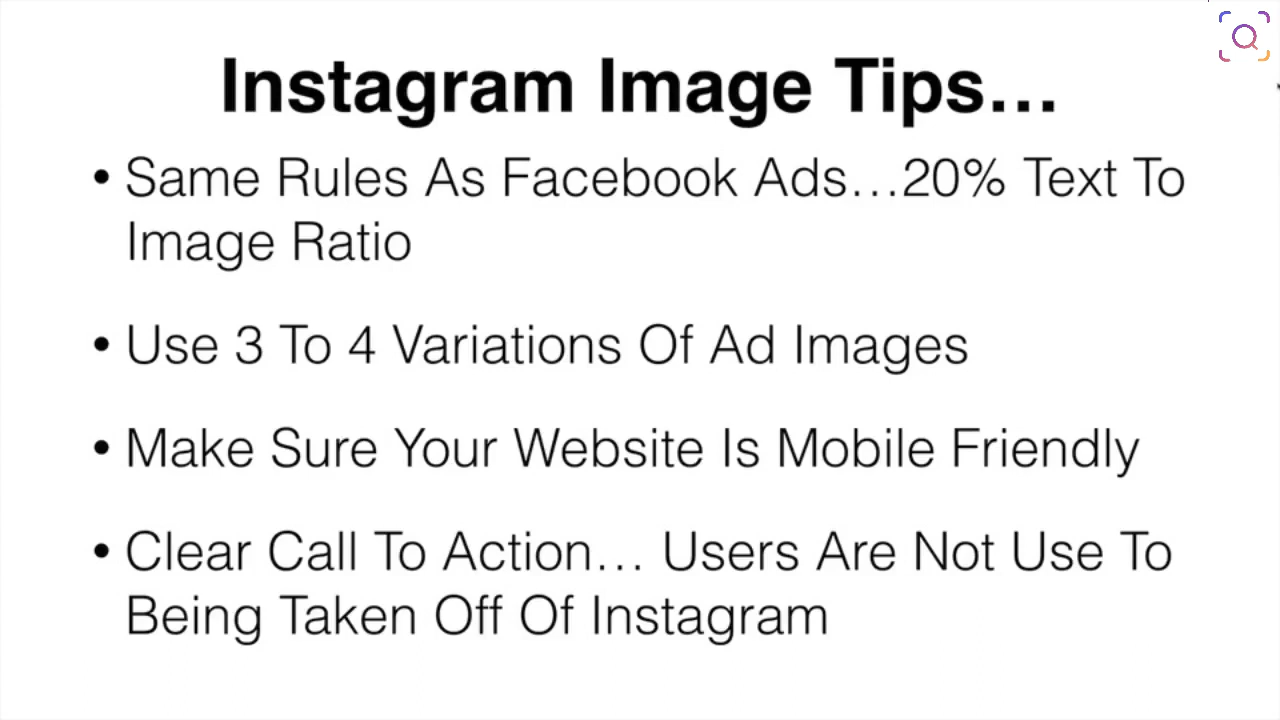 Instagram Image Tips...
• Same Rules As Facebook Ads...20% Text To
Image Ratio
• Use 3 To 4 Variations Of Ad Images
• Make Sure Your Website Is Mobile Friendly
• Clear Call To Action... Users Are Not Use To
Being Taken Off Of Instagram